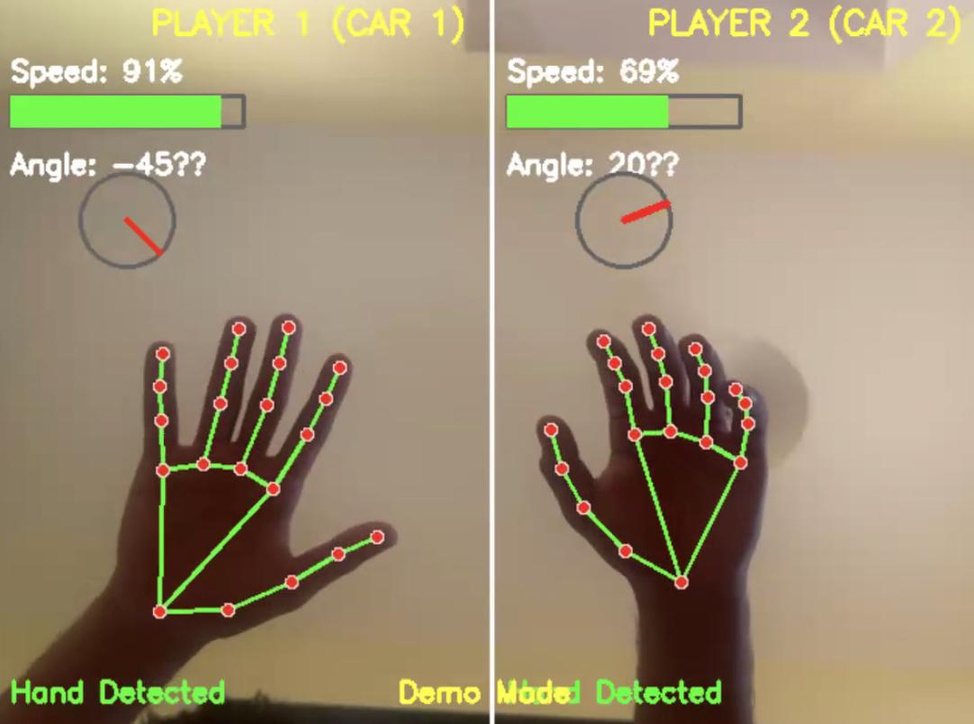 PLAYER 1 (CAR 1)
Speed: 91%
Angle: -45??
Hand Detected
PLAYER 2 (CAR 2)
Speed: 69%
Angle: 20??
Demo Mode
Detected